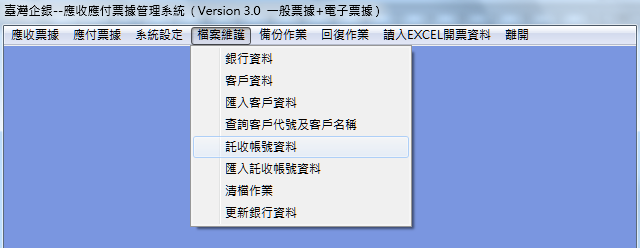 臺灣企銀--應收應付票據管理系統（Version 3.0 一般票據+電子票據）
應收票據 應付票據 系統設定 檔案維護 備份作業 回復作業 讀入EXCEL開票資料 離開
銀行資料
客戶資料
匯入客戶資料
查詢客戶代號及客戶名稱
託收帳號資料
匯入託收帳號資料
清檔作業
更新銀行資料